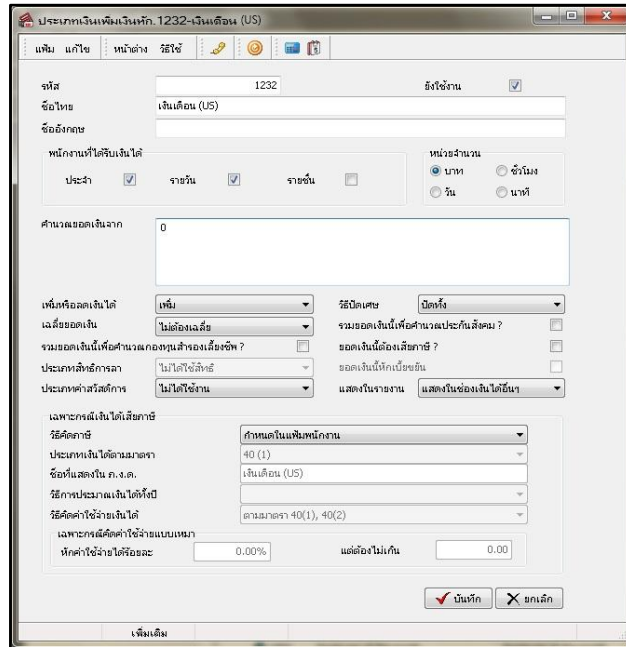 ประเภทเงินเพิ่มเงินหัก.1232-เงินเดือน (US)
แฟ้ม แก้ไข หน้าต่าง วิธีใช้
รหัส 1232 ยังใช้งาน
ชื่อไทย เงินเดือน (US)
ชื่ออังกฤษ
พนักงานที่ได้รับเงินได้ หน่วยจำนวน
ประจำ รายวัน รายชิ้น บาท ชั่วโมง
วัน นาที
คำนวณยอดเงินจาก 0
เพิ่มหรือลดเงินได้ เพิ่ม วิธีปัดเศษ ปัดทิ้ง
เฉลี่ยยอดเงิน ไม่ต้องเฉลี่ย รวมยอดเงินนี้เพื่อคำนวณประกันสังคม ?
รวมยอดเงินนี้เพื่อคำนวณกองทุนสำรองเลี้ยงชีพ ? ยอดเงินนี้ต้องเสียภาษี ?
ประเภทสิทธิการลา ไม่ได้ใช้สิทธิ์ ยอดเงินนี้หักเบี้ยขยัน
ประเภทค่าสวัสดิการ ไม่ได้ใช้งาน แสดงในรายงาน แสดงในช่องเงินได้อื่นๆ
เฉพาะกรณีเงินได้เสียภาษี
วิธีคิดภาษี กำหนดในแฟ้มพนักงาน
ประเภทเงินได้ตามมาตรา 40 (1)
ชื่อที่แสดงใน ภ.ง.ด. เงินเดือน (US)
วิธีการประมาณเงินได้ทั้งปี
วิธีคิดค่าใช้จ่ายเงินได้ ตามมาตรา 40(1), 40(2)
เฉพาะกรณีคิดค่าใช้จ่ายแบบเหมา
หักค่าใช้จ่ายได้ร้อยละ 0.00% แต่ต้องไม่เกิน 0.00
บันทึก ยกเลิก
เพิ่มเติม